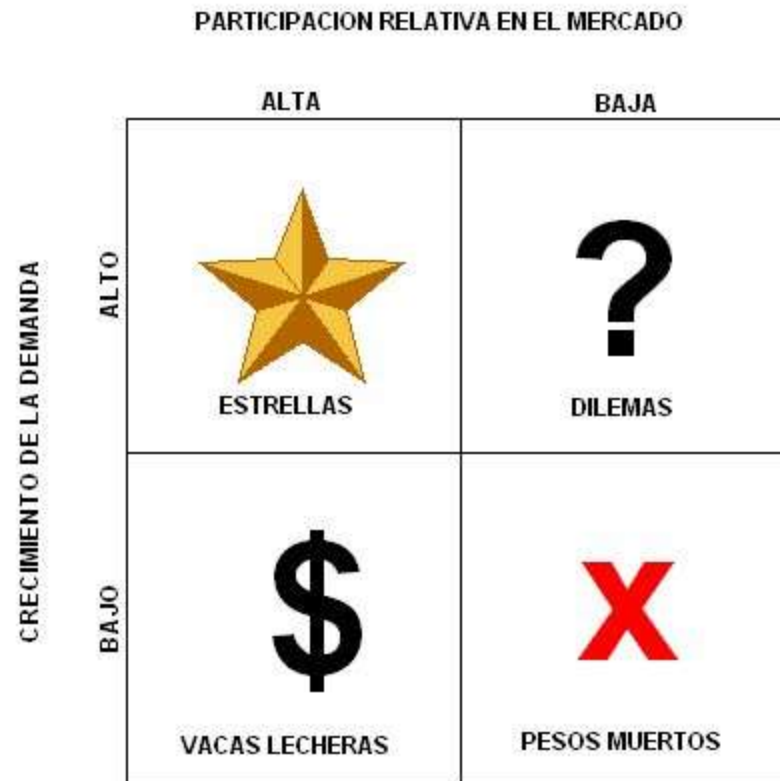 PARTICIPACION RELATIVA EN EL MERCADO
ALTA
BAJA
CRECIMIENTO DE LA DEMANDA
ALTO
?
ESTRELLAS
DILEMAS
BAJO
$
X
VACAS LECHERAS
PESOS MUERTOS